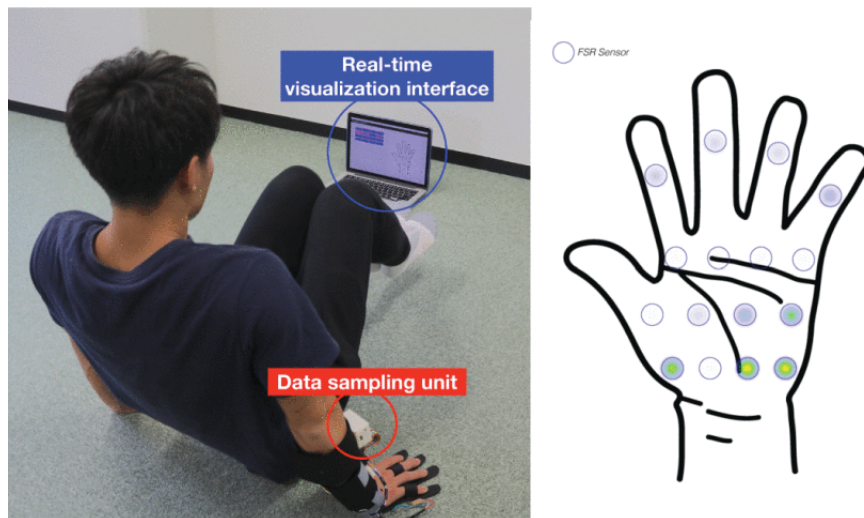 Real-time
visualization interface
Data sampling unit
FSR Sensor